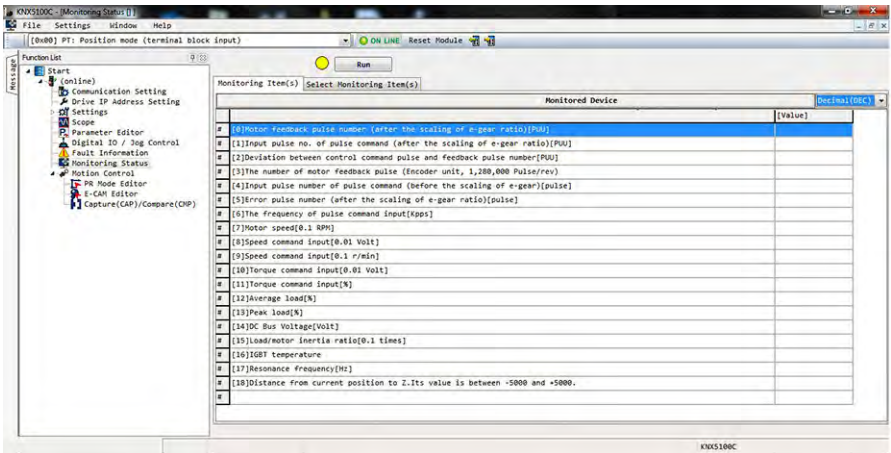 KNX5100C - [Monitoring Status []]
File Settings Window Help
[0x00] PT: Position mode (terminal block input)
ON LINE
Reset Module
Message
Function List
Start
(online)
Communication Setting
Drive IP Address Setting
Settings
Scope
Parameter Editor
Digital IO / Jog Control
Fault Information
Monitoring Status
Motion Control
PR Mode Editor
E-CAM Editor
Capture(CAP)/Compare(CMP)
Run
Monitoring Item(s) Select Monitoring Item(s)
Monitored Device
Decimal(DEC)
[Value]
# [0]Motor feedback pulse number (after the scaling of e-gear ratio)[PUU]
# [1]Input pulse no. of pulse command (after the scaling of e-gear ratio)[PUU]
# [2]Deviation between control command pulse and feedback pulse number[PUU]
# [3]The number of motor feedback pulse (Encoder unit, 1,280,000 Pulse/rev)
# [4]Input pulse number of pulse command (before the scaling of e-gear)[pulse]
# [5]Error pulse number (after the scaling of e-gear ratio)[pulse]
# [6]The frequency of pulse command input[Kpps]
# [7]Motor speed[0.1 RPM]
# [8]Speed command input[0.01 Volt]
# [9]Speed command input[0.1 r/min]
# [10]Torque command input[0.01 Volt]
# [11]Torque command input[%]
# [12]Average load[%]
# [13]Peak load[%]
# [14]DC Bus Voltage[Volt]
# [15]Load/motor inertia ratio[0.1 times]
# [16]IGBT temperature
# [17]Resonance frequency[Hz]
# [18]Distance from current position to Z.Its value is between -5000 and +5000.
#
KNX5100C